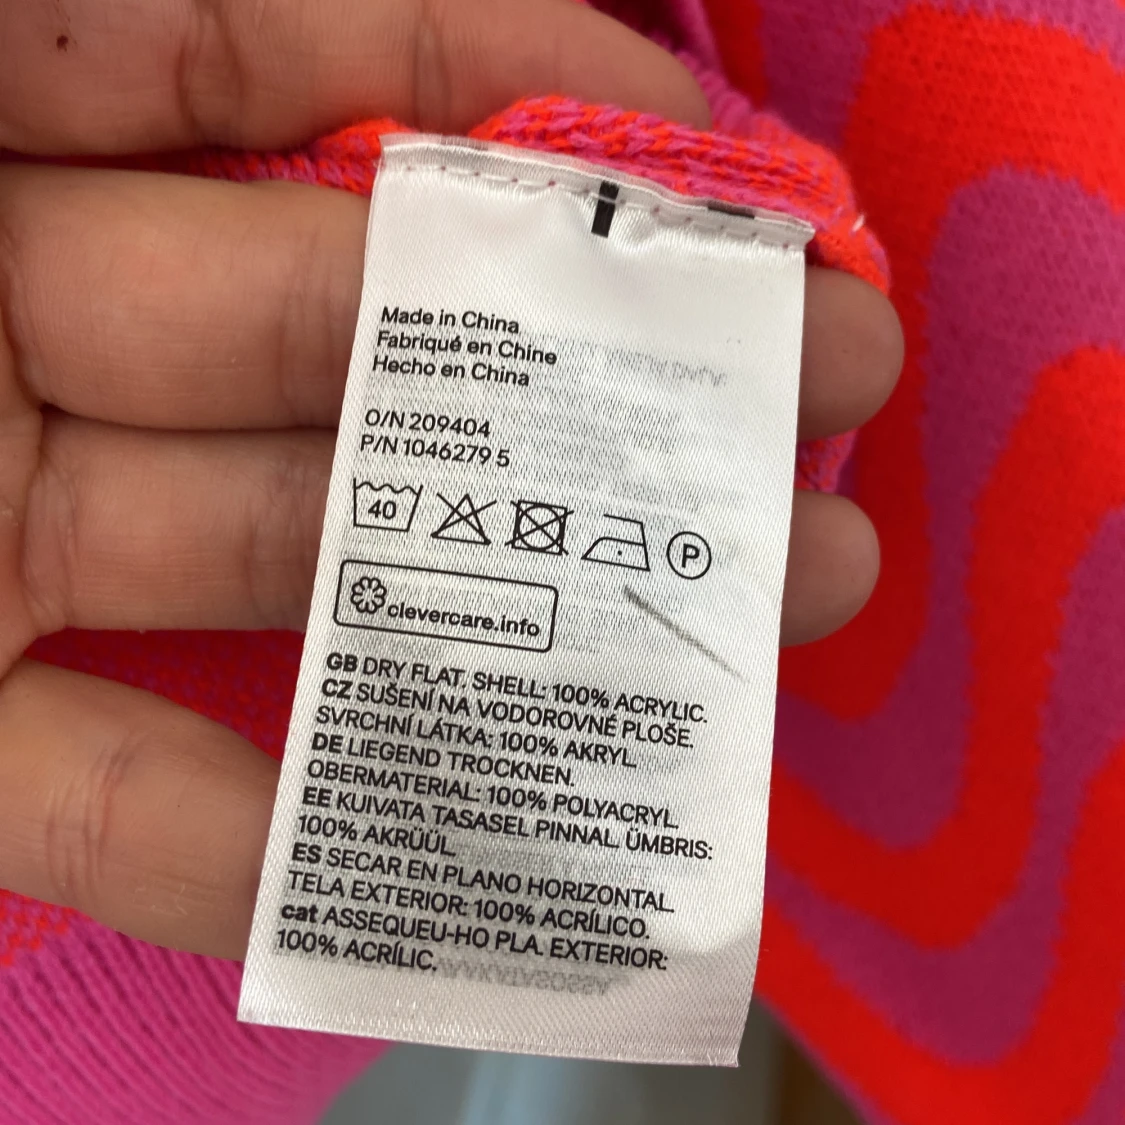 Made in China
Fabriqué en Chine
Hecho en China
O/N 209404
P/N 1046279 5
40
P
clevercare.info
GB DRY FLAT. SHELL: 100% ACRYLIC.
CZ SUŠENÍ NA VODOROVNÉ PLOŠE.
SVRCHNÍ LÁTKA: 100% AKRYL.
DE LIEGEND TROCKNEN.
OBERMATERIAL: 100% POLYACRYL.
EE KUIVATA TASASEL PINNAL. ÜMBRIS:
100% AKRÜÜL.
ES SECAR EN PLANO HORIZONTAL.
TELA EXTERIOR: 100% ACRÍLICO.
cat ASSEQUEU-HO PLA. EXTERIOR:
100% ACRÍLIC.